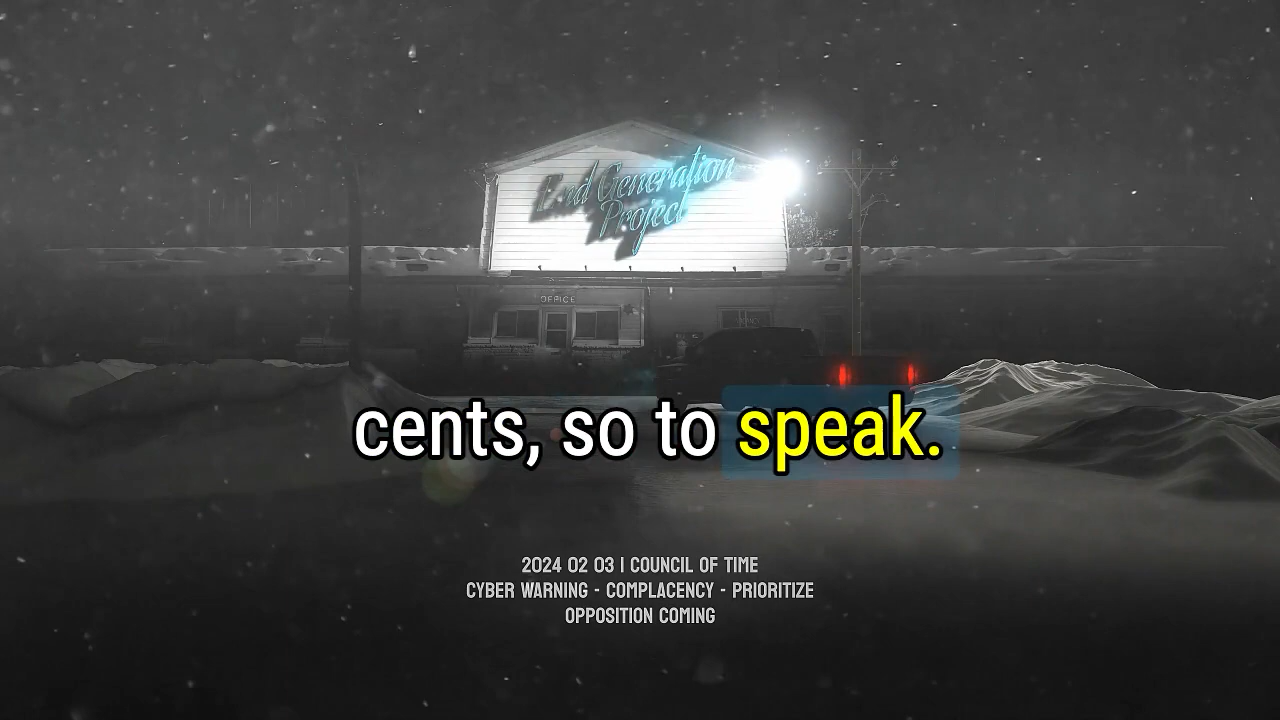 End Generation
Project
OFFICE
cents, so to speak.
2024 02 03 | COUNCIL OF TIME
CYBER WARNING - COMPLACENCY - PRIORITIZE
OPPOSITION COMING